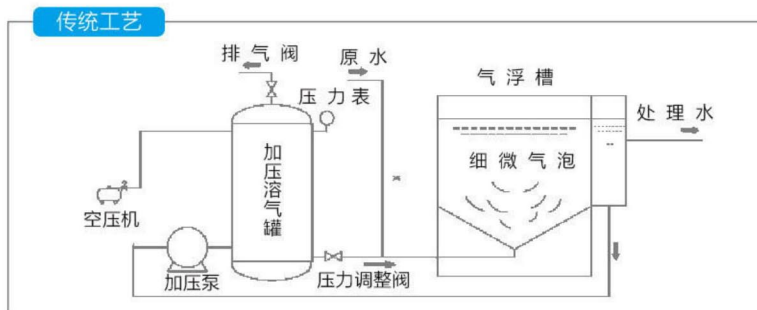 传统工艺
排气阀
原水
压力表
气浮槽
处理水
细微气泡
加压溶气罐
空压机
加压泵
压力调整阀